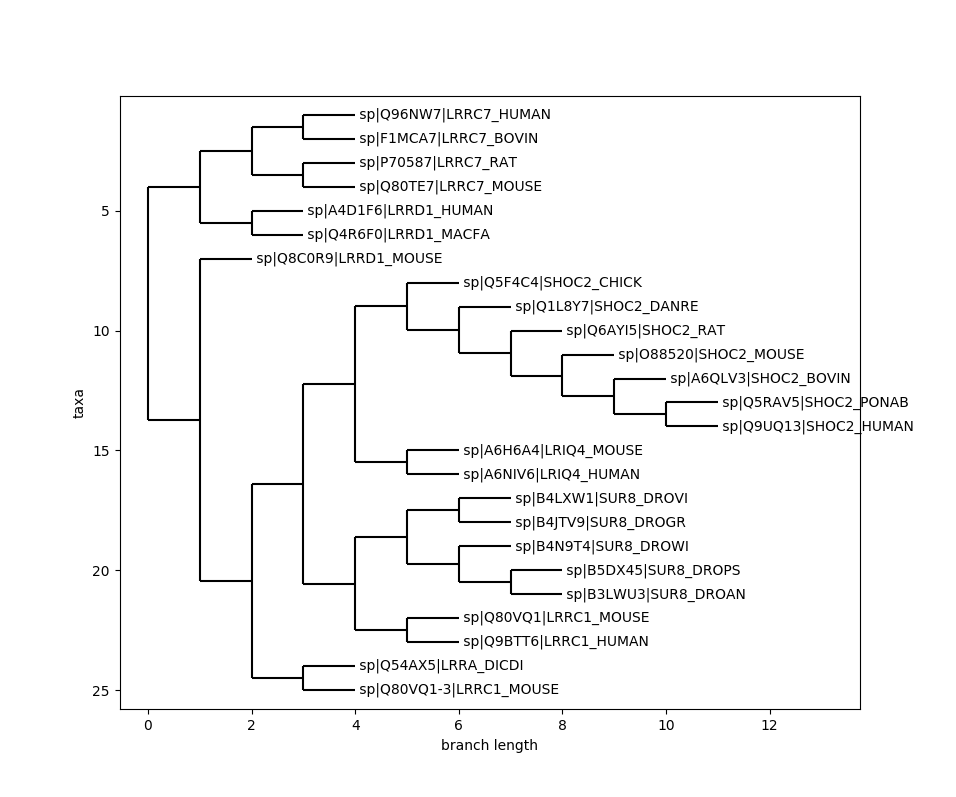 sp|Q96NW7|LRRC7_HUMAN
sp|F1MCA7|LRRC7_BOVIN
sp|P70587|LRRC7_RAT
sp|Q80TE7|LRRC7_MOUSE
5
sp|A4D1F6|LRRD1_HUMAN
sp|Q4R6F0|LRRD1_MACFA
sp|Q8C0R9|LRRD1_MOUSE
sp|Q5F4C4|SHOC2_CHICK
sp|Q1L8Y7|SHOC2_DANRE
10
sp|Q6AYI5|SHOC2_RAT
sp|O88520|SHOC2_MOUSE
sp|A6QLV3|SHOC2_BOVIN
taxa
sp|Q5RAV5|SHOC2_PONAB
sp|Q9UQ13|SHOC2_HUMAN
15
sp|A6H6A4|LRIQ4_MOUSE
sp|A6NIV6|LRIQ4_HUMAN
sp|B4LXW1|SUR8_DROVI
sp|B4JTV9|SUR8_DROGR
sp|B4N9T4|SUR8_DROWI
20
sp|B5DX45|SUR8_DROPS
sp|B3LWU3|SUR8_DROAN
sp|Q80VQ1|LRRC1_MOUSE
sp|Q9BTT6|LRRC1_HUMAN
sp|Q54AX5|LRRA_DICDI
25
sp|Q80VQ1-3|LRRC1_MOUSE
0 2 4 6 8 10 12
branch length